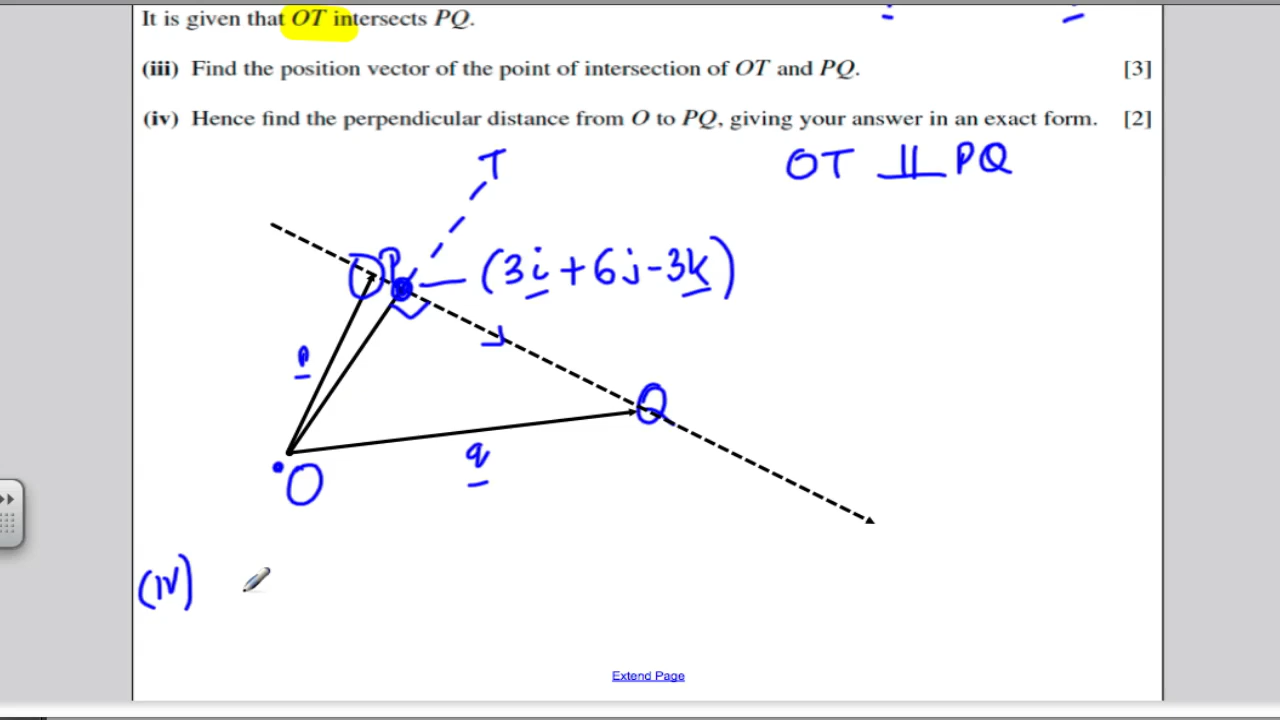 It is given that OT intersects PQ.
(iii) Find the position vector of the point of intersection of OT and PQ. [3]
(iv) Hence find the perpendicular distance from O to PQ, giving your answer in an exact form. [2]
T
OT ⊥ PQ
P
(3i + 6j - 3k)
p
Q
q
O
(iv)
Extend Page